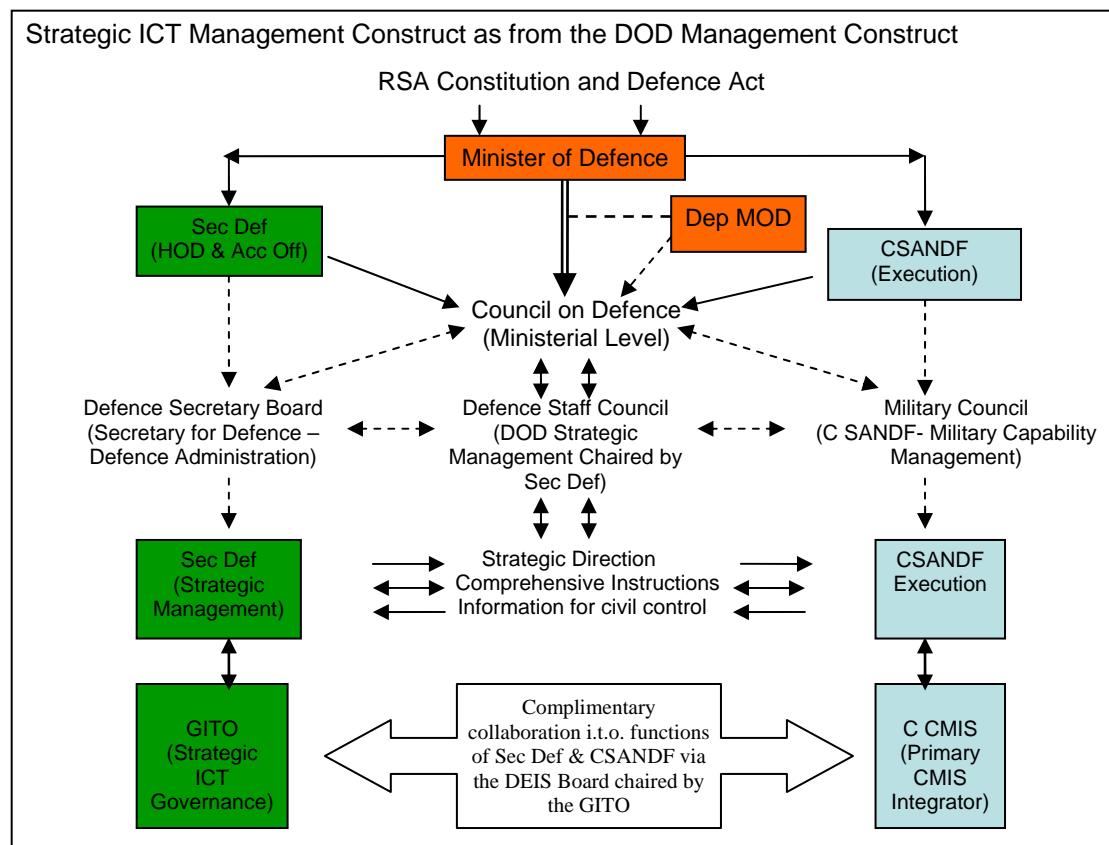 Strategic ICT Management Construct as from the DOD Management Construct
RSA Constitution and Defence Act
Minister of Defence
Sec Def
(HOD & Acc Off)
Dep MOD
CSANDF
(Execution)
Council on Defence
(Ministerial Level)
Defence Secretary Board
(Secretary for Defence –
Defence Administration)
Defence Staff Council
(DOD Strategic
Management Chaired by
Sec Def)
Military Council
(C SANDF- Military Capability
Management)
Sec Def
(Strategic
Management)
Strategic Direction
Comprehensive Instructions
Information for civil control
CSANDF
Execution
GITO
(Strategic
ICT
Governance)
Complimentary
collaboration i.t.o. functions
of Sec Def & CSANDF via
the DEIS Board chaired by
the GITO
C CMIS
(Primary
CMIS
Integrator)